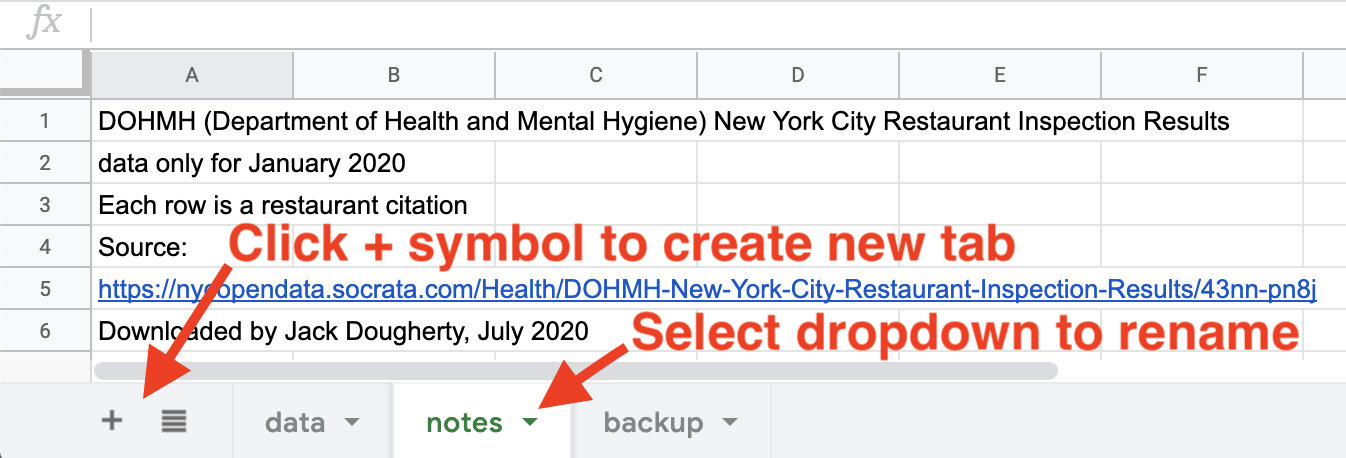 fx
A B C D E F
1 DOHMH (Department of Health and Mental Hygiene) New York City Restaurant Inspection Results
2 data only for January 2020
3 Each row is a restaurant citation
4 Source:
Click + symbol to create new tab
5 https://nycopendata.socrata.com/Health/DOHMH-New-York-City-Restaurant-Inspection-Results/43nn-pn8j
6 Downloaded by Jack Dougherty, July 2020
Select dropdown to rename
+ data notes backup